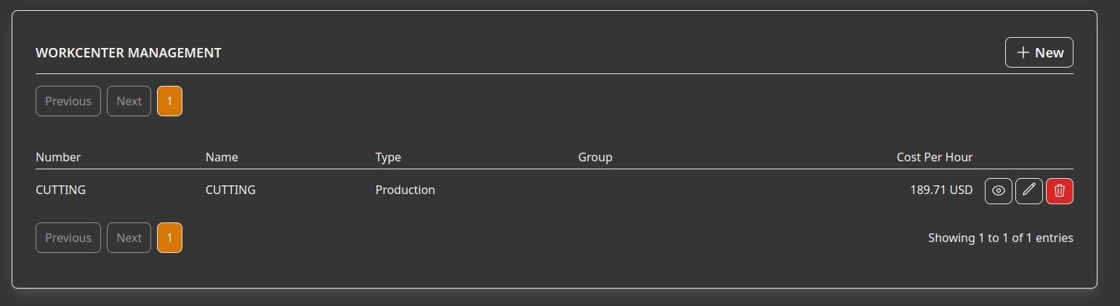 WORKCENTER MANAGEMENT
New
Previous Next 1
Number Name Type Group Cost Per Hour
CUTTING CUTTING Production 189.71 USD
Previous Next 1 Showing 1 to 1 of 1 entries